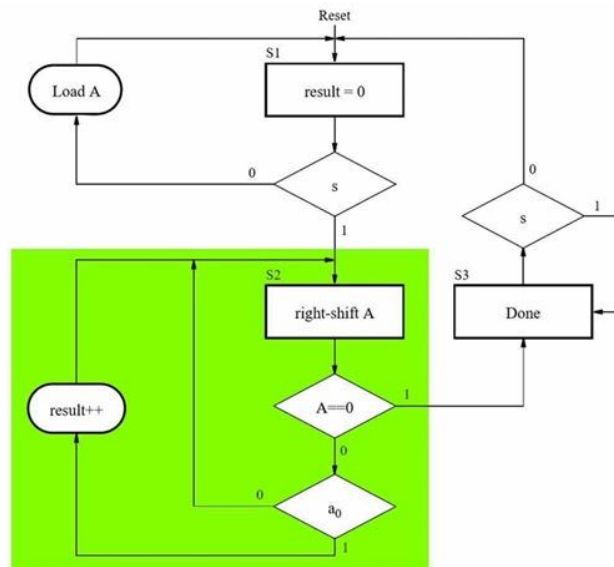 Reset
S1
Load A
result = 0
0
s
1
0
s
1
S2
S3
right-shift A
Done
result++
A==0
1
0
0
a0
1